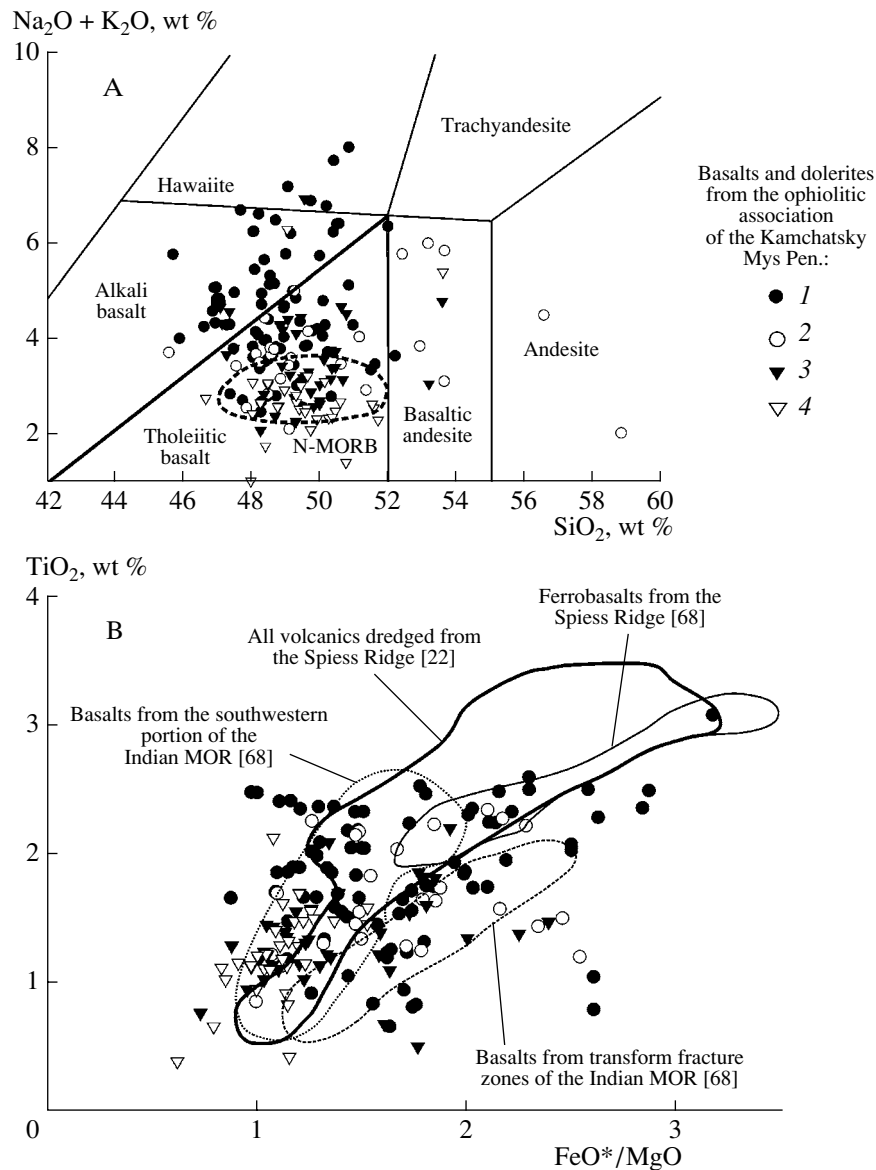 Na₂O + K₂O, wt %
10
A
Trachyandesite
8
Hawaiite
Basalts and dolerites
from the ophiolitic
association
of the Kamchatsky
Mys Pen.:
6
Alkali
basalt
1
2
3
4
4
Andesite
2
Tholeiitic
basalt
N-MORB
Basaltic
andesite
42 44 46 48 50 52 54 56 58 60
SiO₂, wt %
TiO₂, wt %
4
B
Ferrobasalts from the
Spiess Ridge [68]
All volcanics dredged from
the Spiess Ridge [22]
3
Basalts from the southwestern
portion of the
Indian MOR [68]
2
1
Basalts from transform fracture
zones of the Indian MOR [68]
0 1 2 3
FeO*/MgO